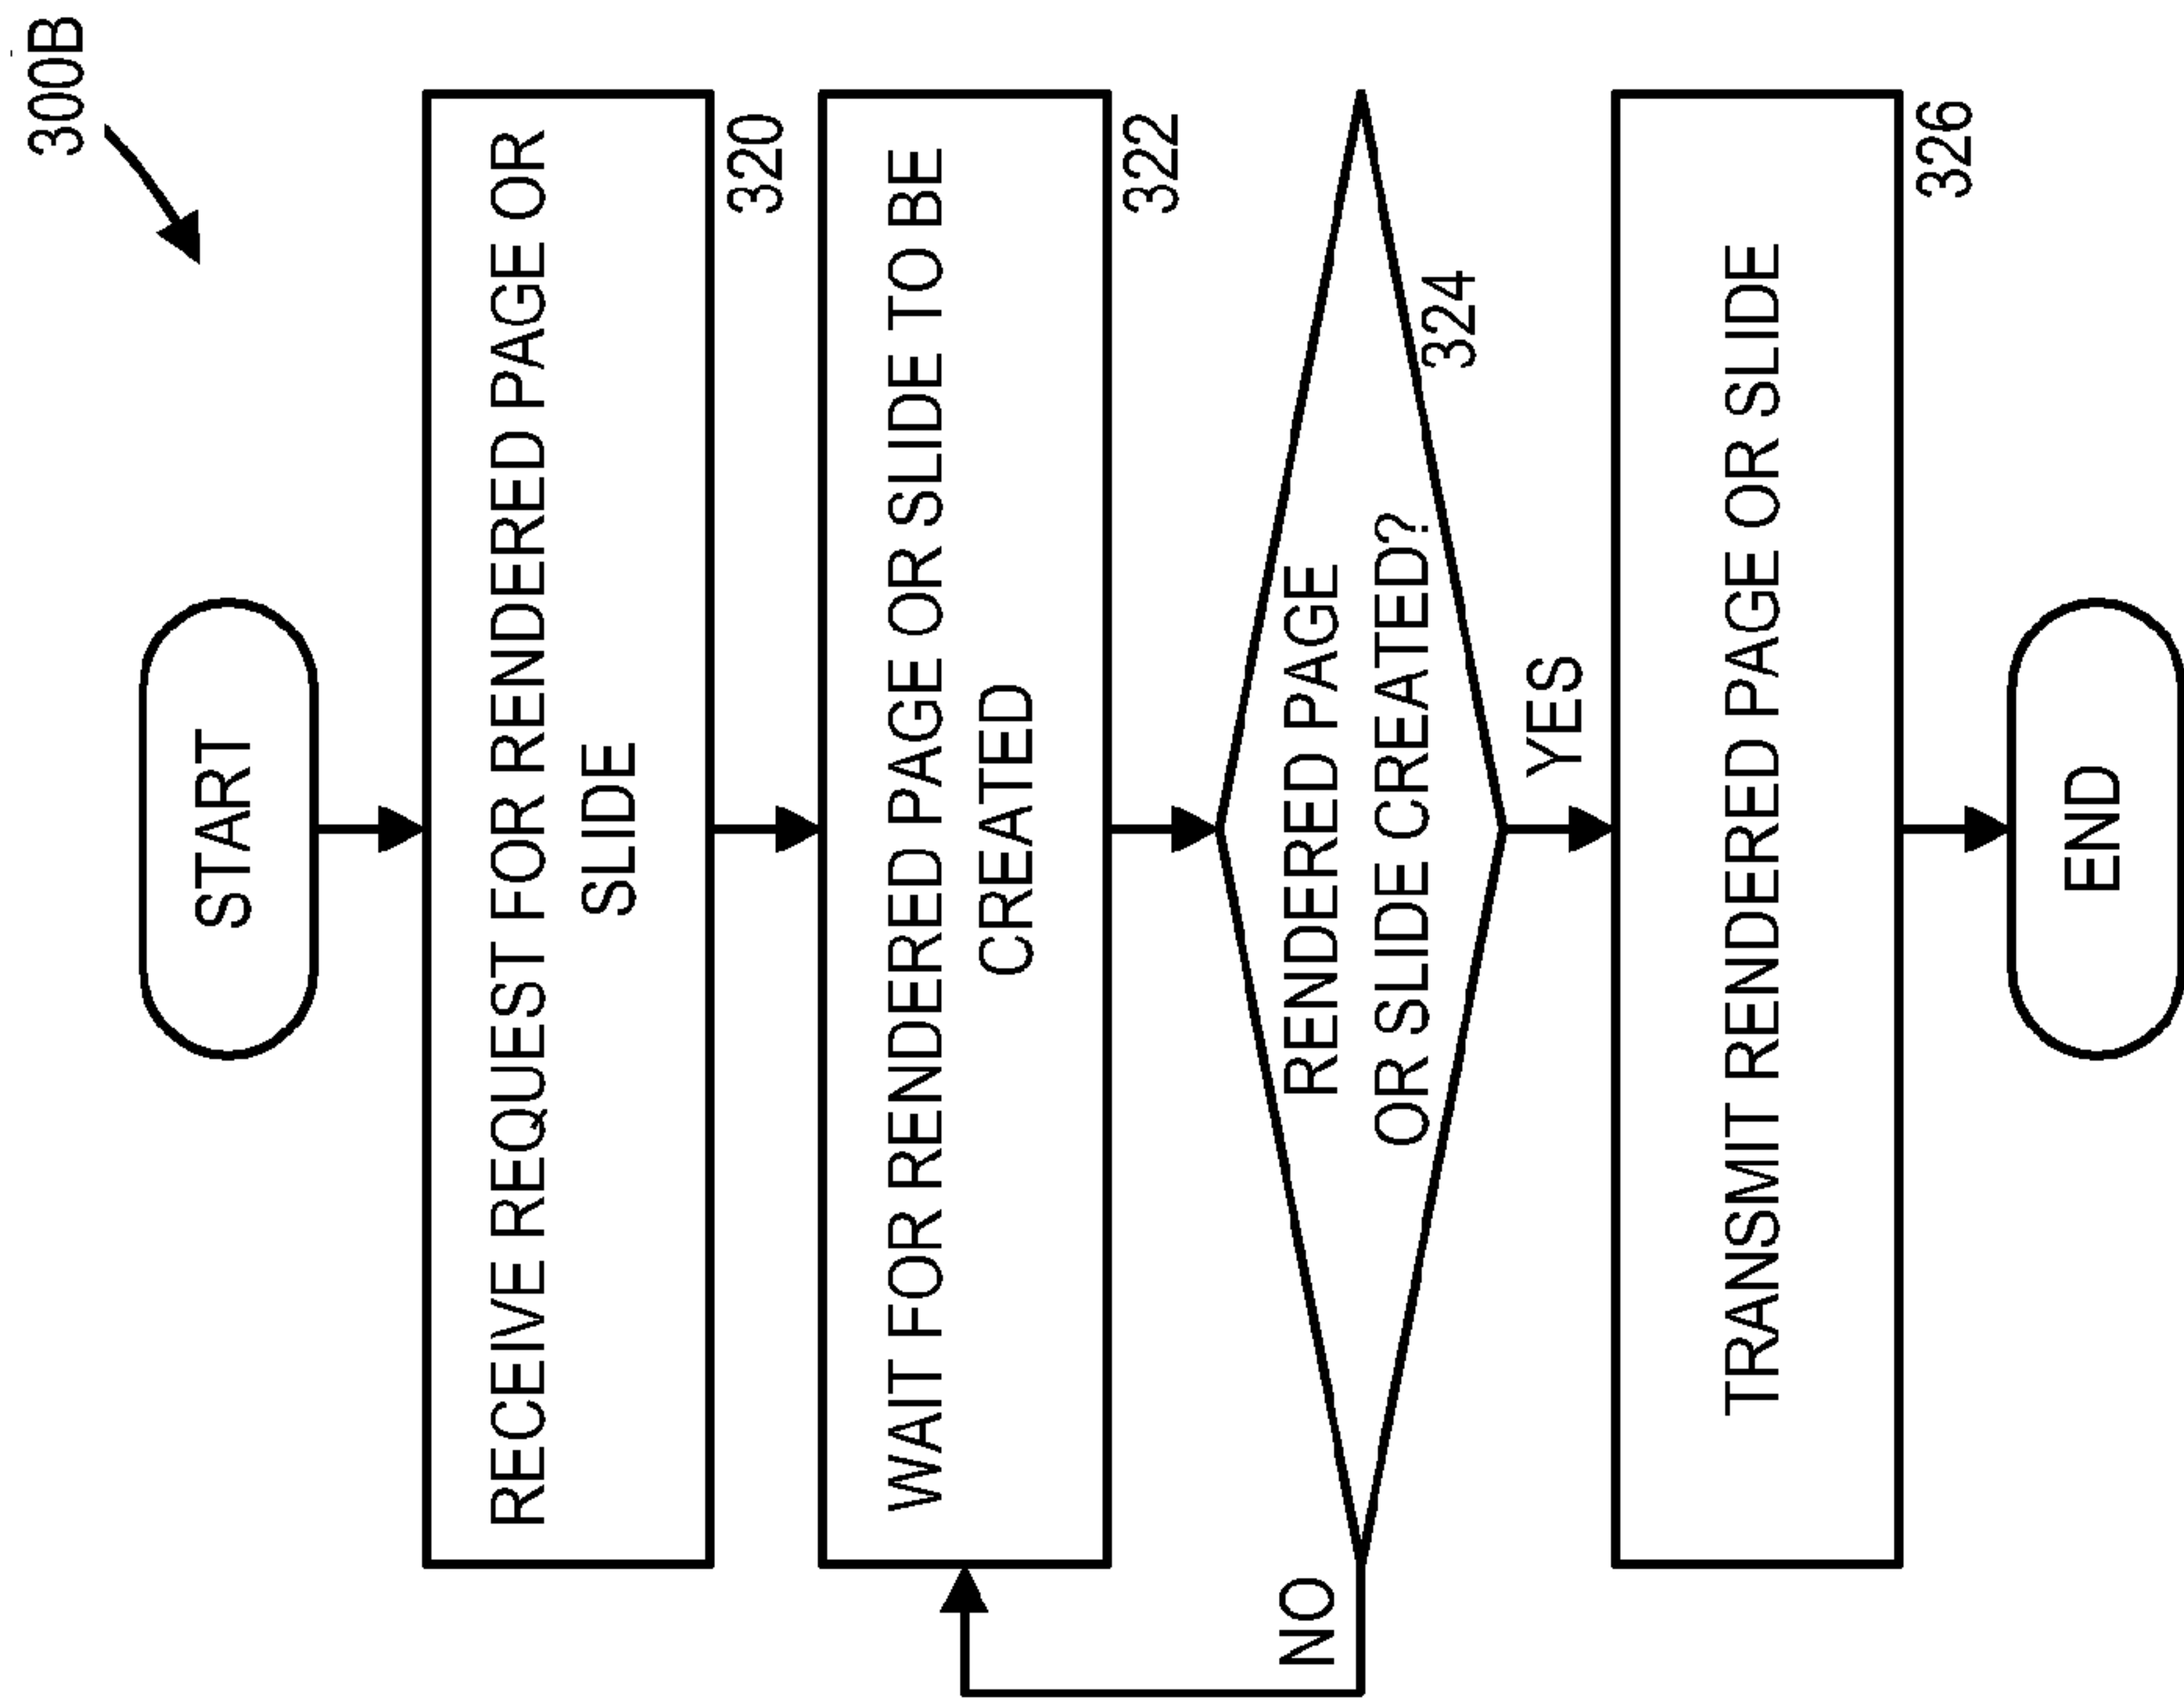 300B
START
RECEIVE REQUEST FOR RENDERED PAGE OR
SLIDE
320
WAIT FOR RENDERED PAGE OR SLIDE TO BE
CREATED
322
RENDERED PAGE
OR SLIDE CREATED?
324
NO
YES
TRANSMIT RENDERED PAGE OR SLIDE
326
END